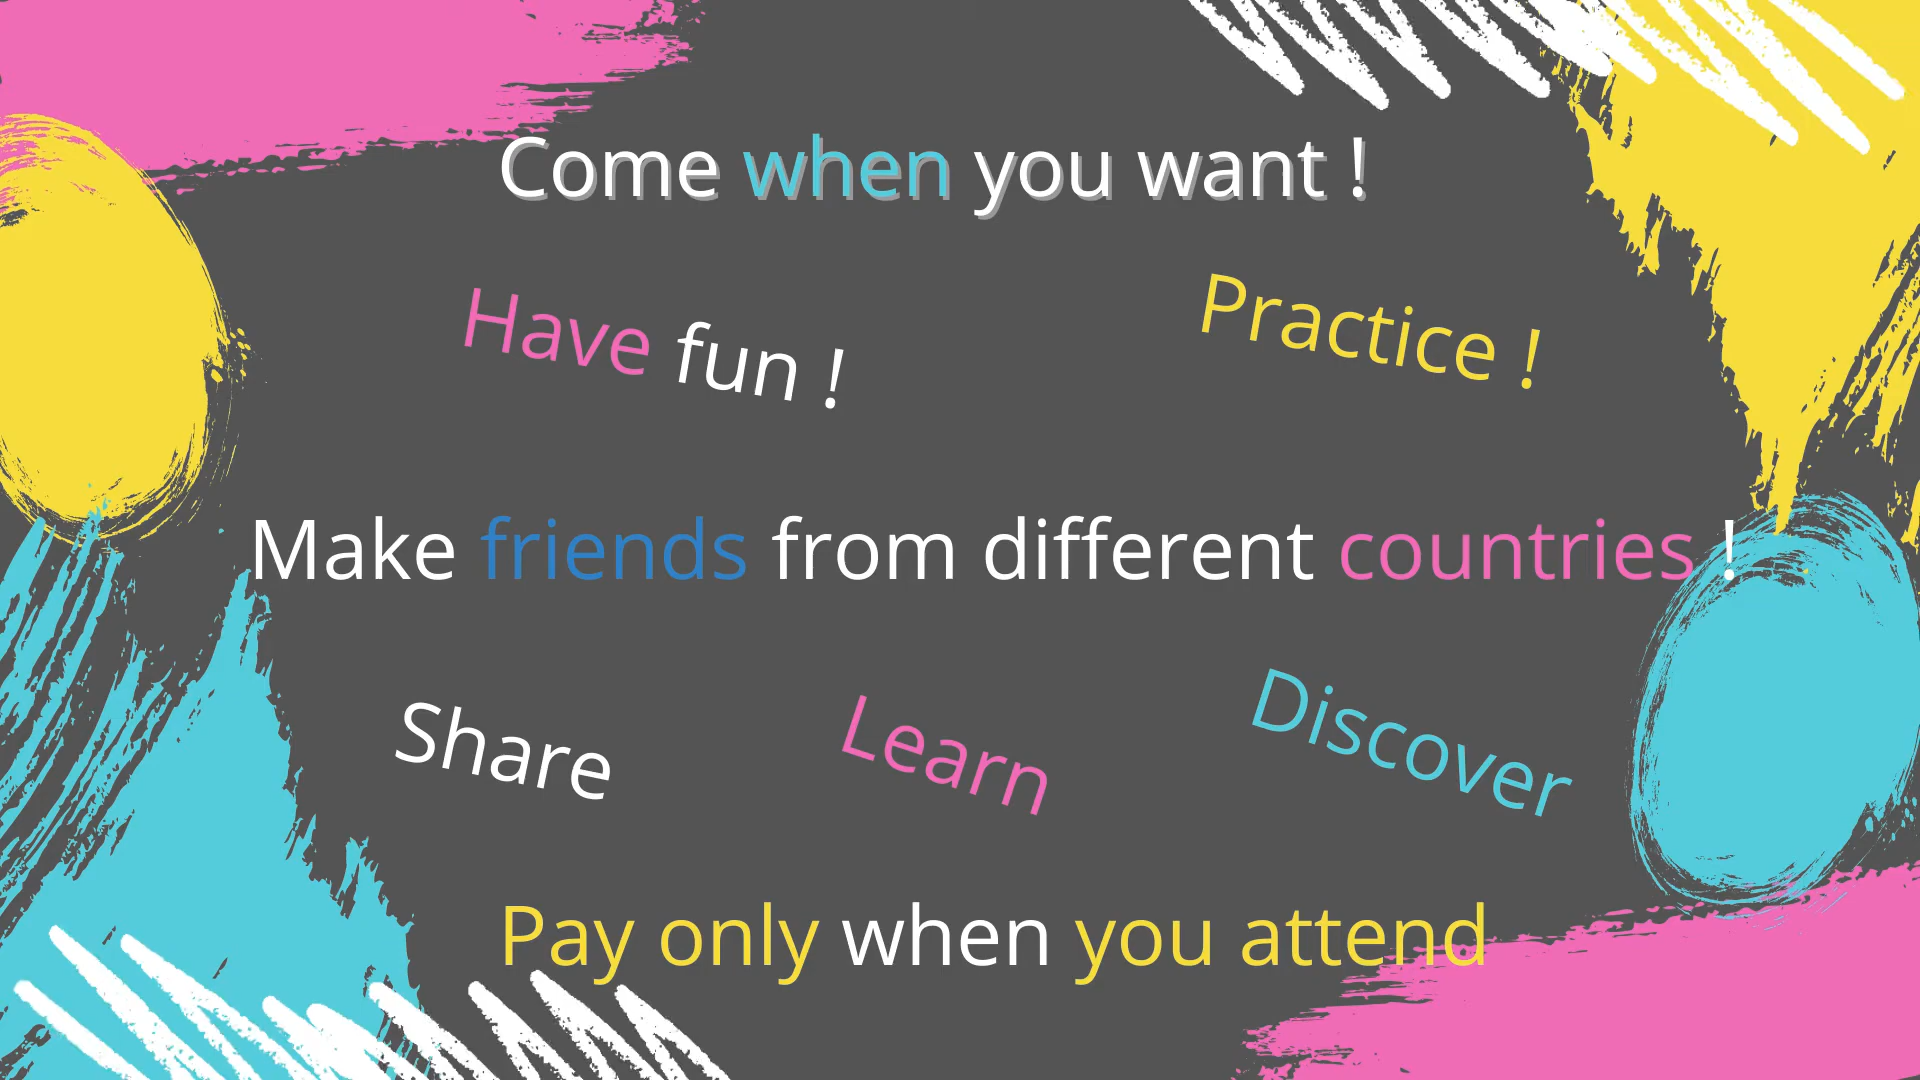 Come when you want !
Have fun !
Practice !
Make friends from different countries !
Share
Learn
Discover
Pay only when you attend